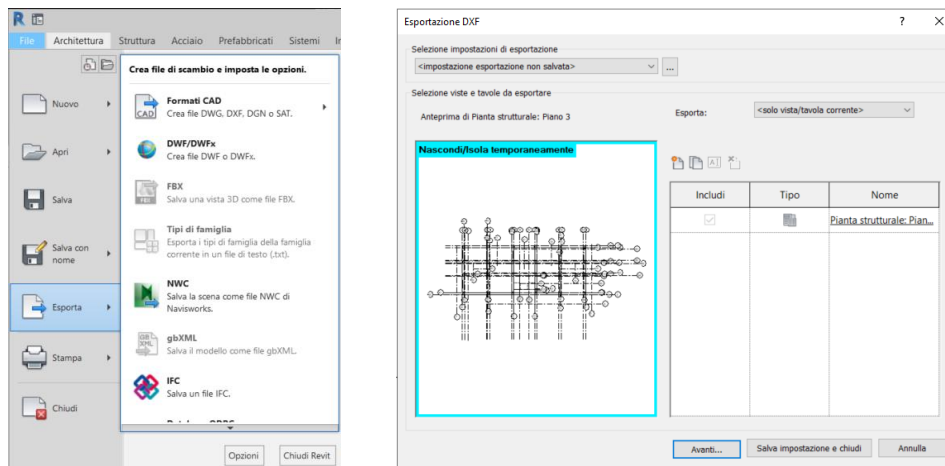 File Architettura Struttura Acciaio Prefabbricati Sistemi
Crea file di scambio e imposta le opzioni.
Nuovo
Apri
Salva
Salva con
nome
Esporta
Stampa
Chiudi
Formati CAD
Crea file DWG, DXF, DGN o SAT.
DWF/DWFx
Crea file DWF o DWFx.
FBX
Salva una vista 3D come file FBX.
Tipi di famiglia
Esporta i tipi di famiglia della famiglia
corrente in un file di testo (.txt).
NWC
Salva la scena come file NWC di
Navisworks.
gbXML
Salva il modello come file gbXML.
IFC
Salva un file IFC.
Opzioni Chiudi Revit
Esportazione DXF
Selezione impostazioni di esportazione
<impostazione esportazione non salvata>
...
Selezione viste e tavole da esportare
Anteprima di Pianta strutturale: Piano 3
Esporta: <solo vista/tavola corrente>
Nascondi/Isola temporaneamente
Includi Tipo Nome
Pianta strutturale: Pian...
Avanti... Salva impostazione e chiudi Annulla